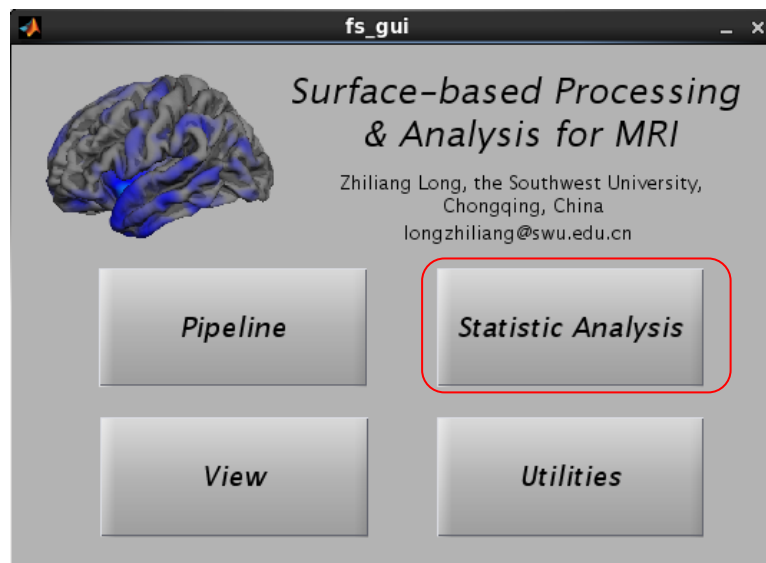 fs_gui
Surface-based Processing
& Analysis for MRI
Zhiliang Long, the Southwest University,
Chongqing, China
longzhiliang@swu.edu.cn
Pipeline
Statistic Analysis
View
Utilities